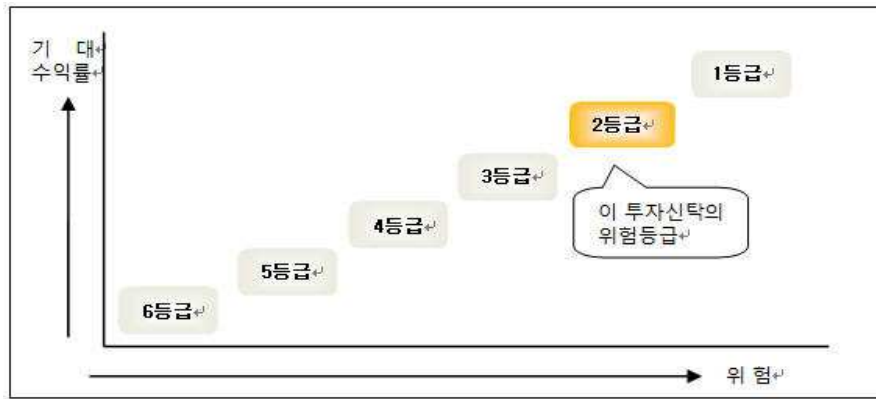 기 대↵
수익률↵
1등급↵
2등급↵
3등급↵
이 투자신탁의
위험등급↵
4등급↵
5등급↵
6등급↵
위 험↵